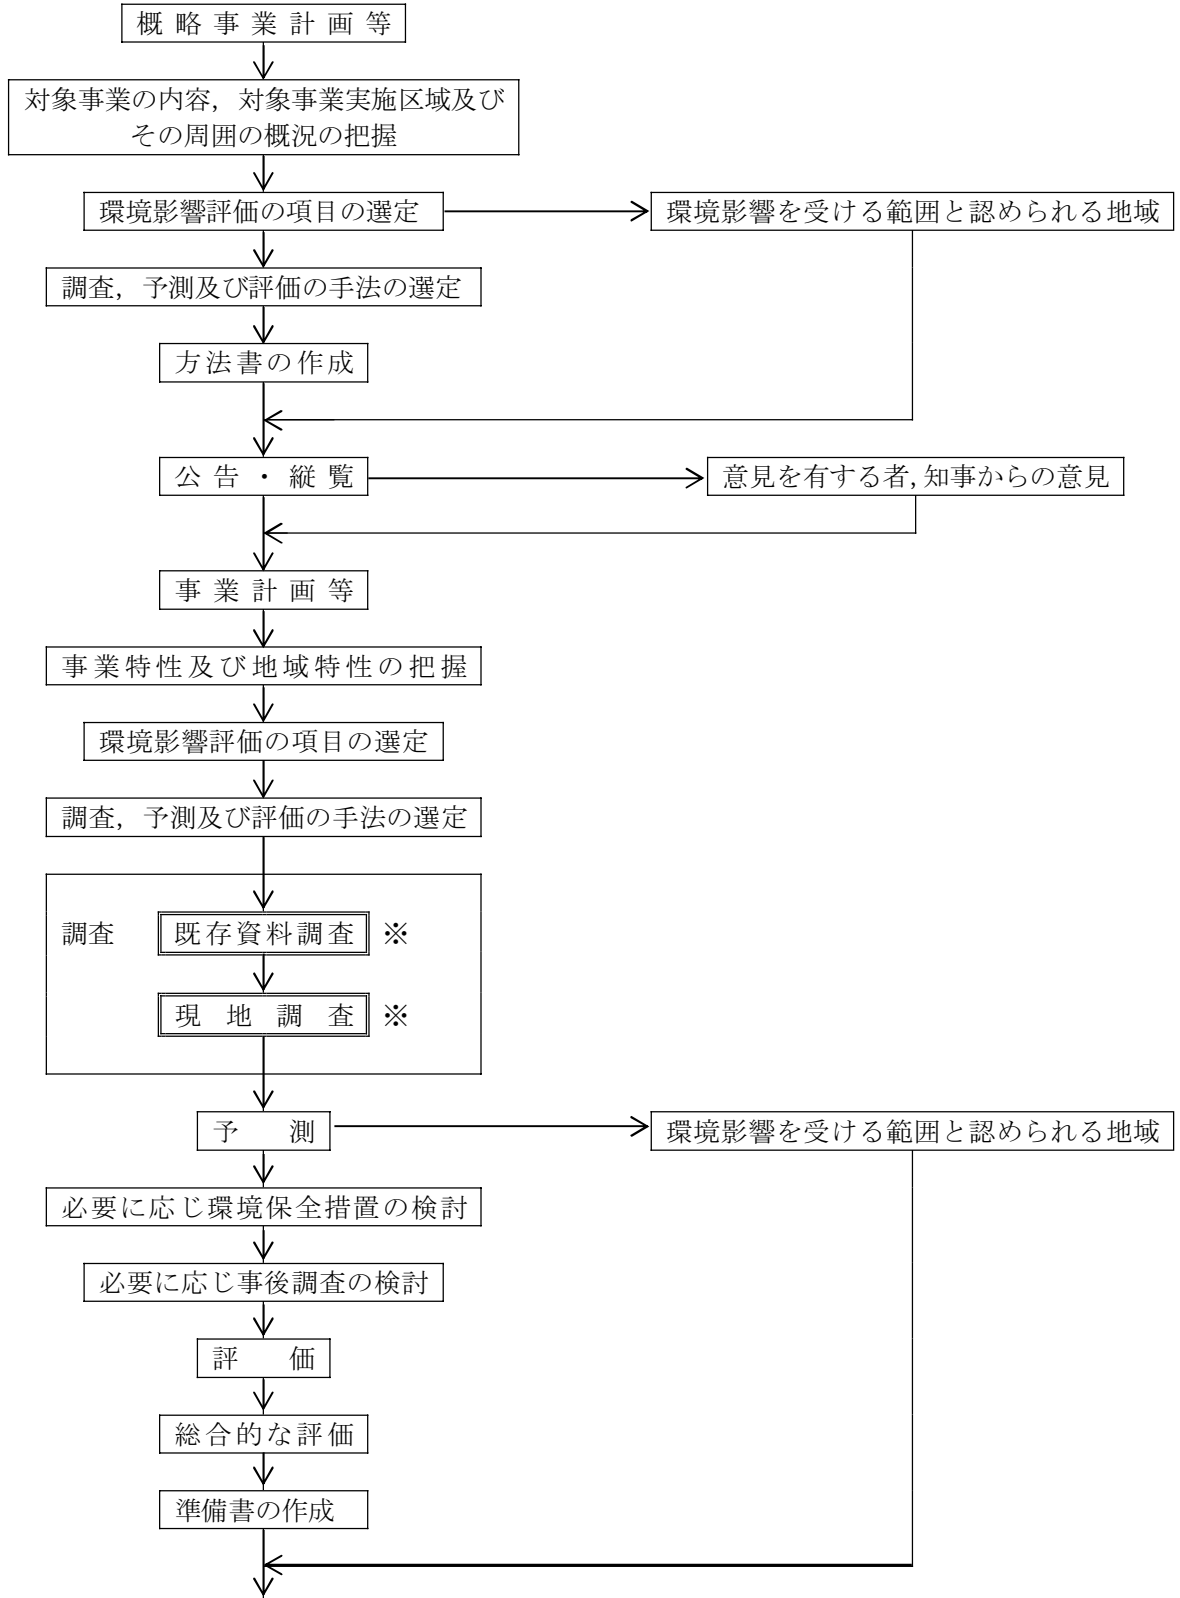 概略事業計画等
対象事業の内容，対象事業実施区域及び
その周囲の概況の把握
環境影響評価の項目の選定
環境影響を受ける範囲と認められる地域
調査，予測及び評価の手法の選定
方法書の作成
公告・縦覧
意見を有する者,知事からの意見
事業計画等
事業特性及び地域特性の把握
環境影響評価の項目の選定
調査，予測及び評価の手法の選定
調査 既存資料調査 ※
現地調査 ※
予測
環境影響を受ける範囲と認められる地域
必要に応じ環境保全措置の検討
必要に応じ事後調査の検討
評価
総合的な評価
準備書の作成